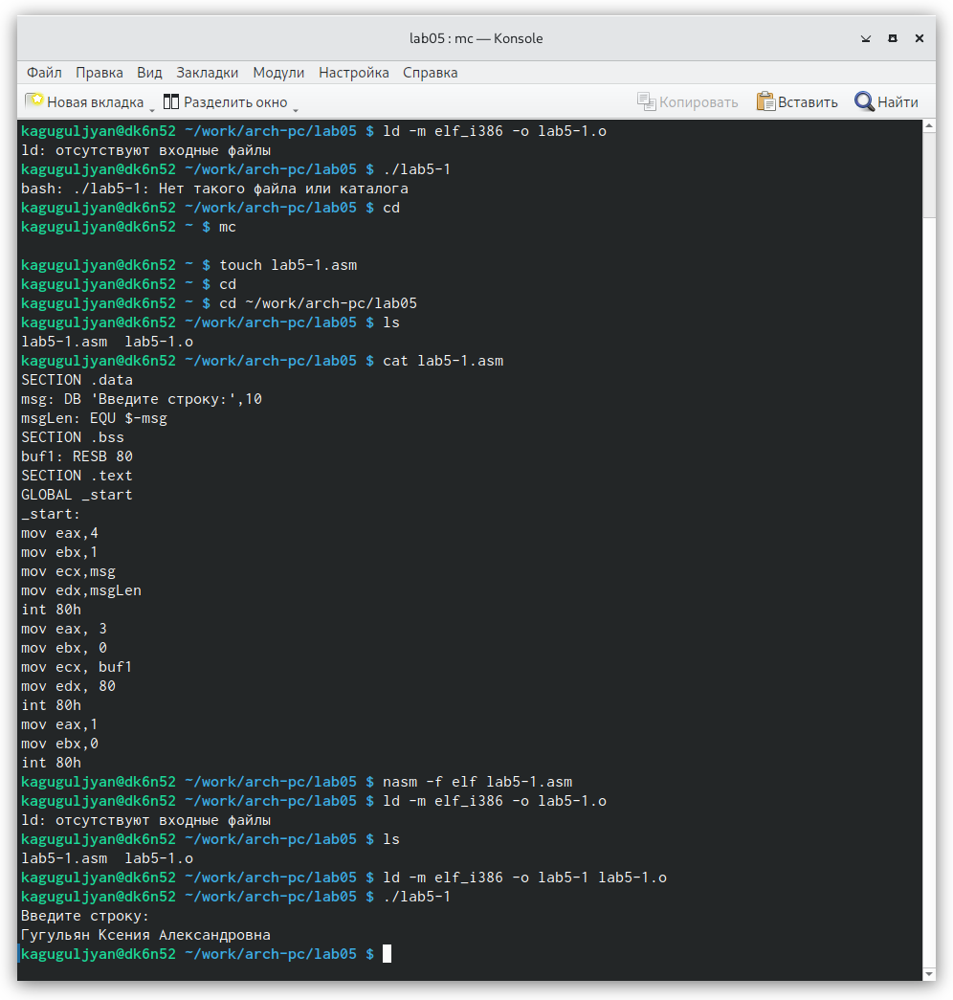 lab05 : mc — Konsole
Файл Правка Вид Закладки Модули Настройка Справка
Новая вкладка Разделить окно Копировать Вставить Найти
kaguguljyan@dk6n52 ~/work/arch-pc/lab05 $ ld -m elf_i386 -o lab5-1.o
ld: отсутствуют входные файлы
kaguguljyan@dk6n52 ~/work/arch-pc/lab05 $ ./lab5-1
bash: ./lab5-1: Нет такого файла или каталога
kaguguljyan@dk6n52 ~/work/arch-pc/lab05 $ cd
kaguguljyan@dk6n52 ~ $ mc
kaguguljyan@dk6n52 ~ $ touch lab5-1.asm
kaguguljyan@dk6n52 ~ $ cd
kaguguljyan@dk6n52 ~ $ cd ~/work/arch-pc/lab05
kaguguljyan@dk6n52 ~/work/arch-pc/lab05 $ ls
lab5-1.asm  lab5-1.o
kaguguljyan@dk6n52 ~/work/arch-pc/lab05 $ cat lab5-1.asm
SECTION .data
msg: DB 'Введите строку:',10
msgLen: EQU $-msg
SECTION .bss
buf1: RESB 80
SECTION .text
GLOBAL _start
_start:
mov eax,4
mov ebx,1
mov ecx,msg
mov edx,msgLen
int 80h
mov eax, 3
mov ebx, 0
mov ecx, buf1
mov edx, 80
int 80h
mov eax,1
mov ebx,0
int 80h
kaguguljyan@dk6n52 ~/work/arch-pc/lab05 $ nasm -f elf lab5-1.asm
kaguguljyan@dk6n52 ~/work/arch-pc/lab05 $ ld -m elf_i386 -o lab5-1.o
ld: отсутствуют входные файлы
kaguguljyan@dk6n52 ~/work/arch-pc/lab05 $ ls
lab5-1.asm  lab5-1.o
kaguguljyan@dk6n52 ~/work/arch-pc/lab05 $ ld -m elf_i386 -o lab5-1 lab5-1.o
kaguguljyan@dk6n52 ~/work/arch-pc/lab05 $ ./lab5-1
Введите строку:
Гугульян Ксения Александровна
kaguguljyan@dk6n52 ~/work/arch-pc/lab05 $